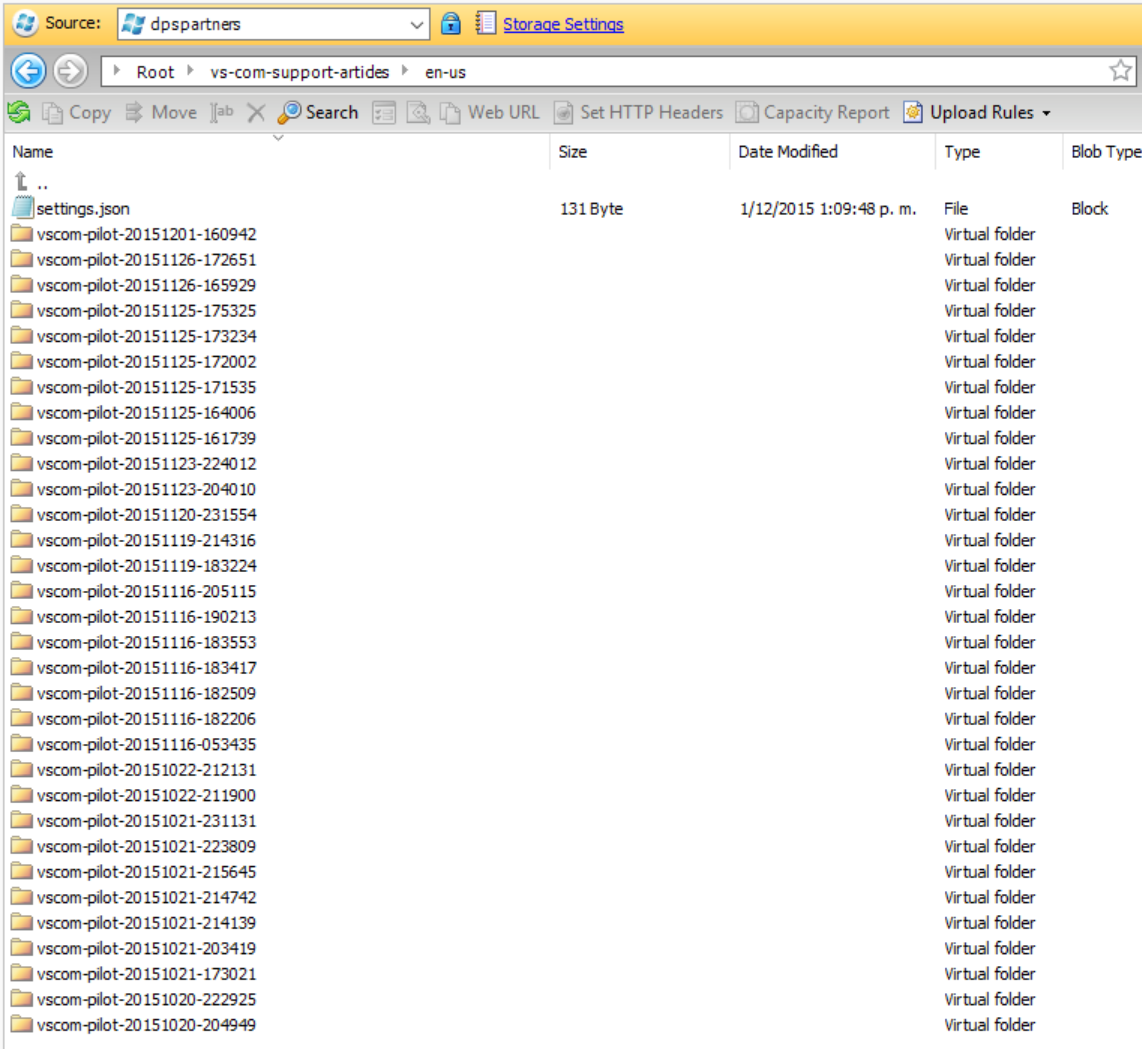 Source: dpspartners Storage Settings
Root vs-com-support-artides en-us
Copy Move ab Search Web URL Set HTTP Headers Capacity Report Upload Rules
Name Size Date Modified Type Blob Type
..
settings.json 131 Byte 1/12/2015 1:09:48 p. m. File Block
vscom-pilot-20151201-160942 Virtual folder
vscom-pilot-20151126-172651 Virtual folder
vscom-pilot-20151126-165929 Virtual folder
vscom-pilot-20151125-175325 Virtual folder
vscom-pilot-20151125-173234 Virtual folder
vscom-pilot-20151125-172002 Virtual folder
vscom-pilot-20151125-171535 Virtual folder
vscom-pilot-20151125-164006 Virtual folder
vscom-pilot-20151125-161739 Virtual folder
vscom-pilot-20151123-224012 Virtual folder
vscom-pilot-20151123-204010 Virtual folder
vscom-pilot-20151120-231554 Virtual folder
vscom-pilot-20151119-214316 Virtual folder
vscom-pilot-20151119-183224 Virtual folder
vscom-pilot-20151116-205115 Virtual folder
vscom-pilot-20151116-190213 Virtual folder
vscom-pilot-20151116-183553 Virtual folder
vscom-pilot-20151116-183417 Virtual folder
vscom-pilot-20151116-182509 Virtual folder
vscom-pilot-20151116-182206 Virtual folder
vscom-pilot-20151116-053435 Virtual folder
vscom-pilot-20151022-212131 Virtual folder
vscom-pilot-20151022-211900 Virtual folder
vscom-pilot-20151021-231131 Virtual folder
vscom-pilot-20151021-223809 Virtual folder
vscom-pilot-20151021-215645 Virtual folder
vscom-pilot-20151021-214742 Virtual folder
vscom-pilot-20151021-214139 Virtual folder
vscom-pilot-20151021-203419 Virtual folder
vscom-pilot-20151021-173021 Virtual folder
vscom-pilot-20151020-222925 Virtual folder
vscom-pilot-20151020-204949 Virtual folder